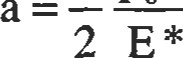 a = — —
2 E*